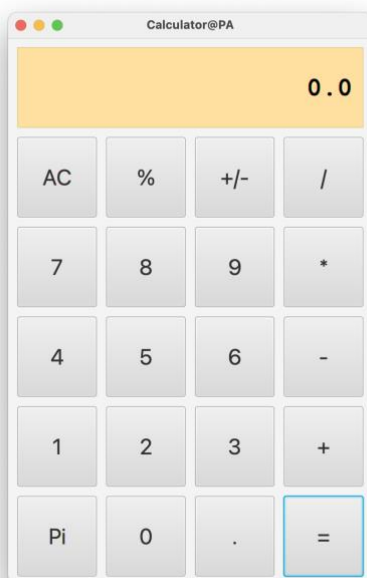 Calculator@PA
0.0
AC % +/- /
7 8 9 *
4 5 6 -
1 2 3 +
Pi 0 . =